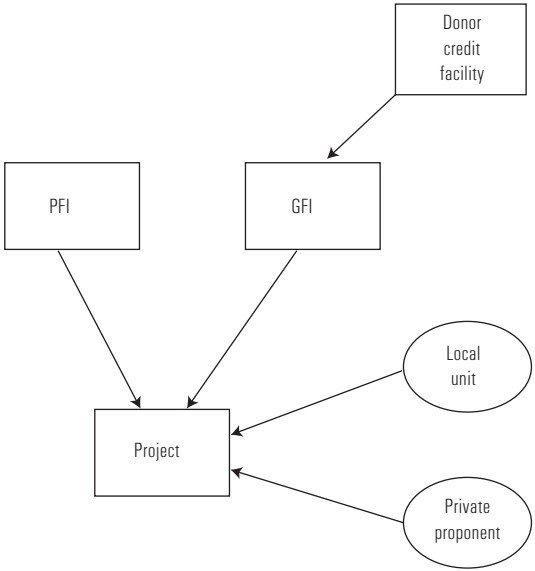 Donor
credit
facility
PFI
GFI
Local
unit
Project
Private
proponent